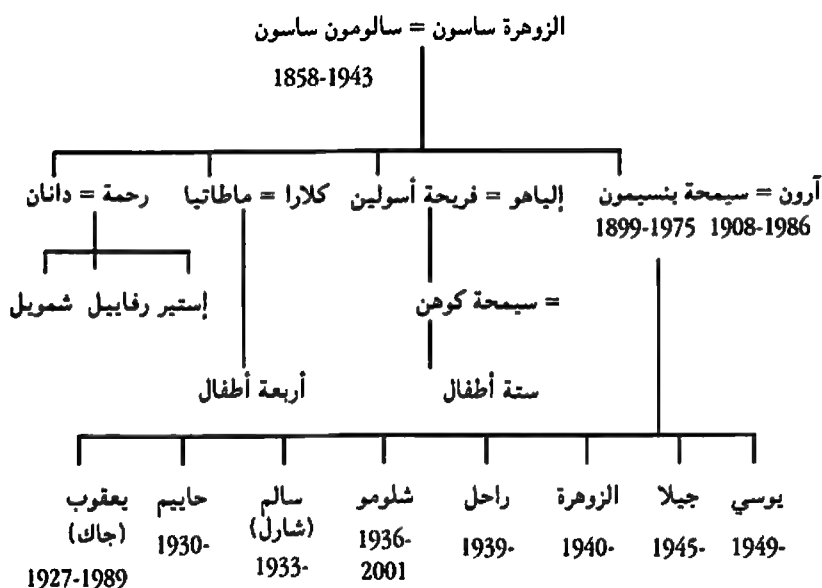 الزوهرة ساسون = سالومون ساسون
1858-1943
آرون = سيمحة بنسيمون
إلياهو = فريحة أسولين
كلارا = ماطاتيا
رحمة = دانان
1899-1975 1908-1986
= سيمحة كوهن
إستير رفاييل شمويل
ستة أطفال
أربعة أطفال
يوسي
جيلا
الزوهرة
راحل
شلومو
سالم
(شارل)
حاييم
يعقوب
(جاك)
1949-
1945-
1940-
1939-
1936-
2001
1933-
1930-
1927-1989